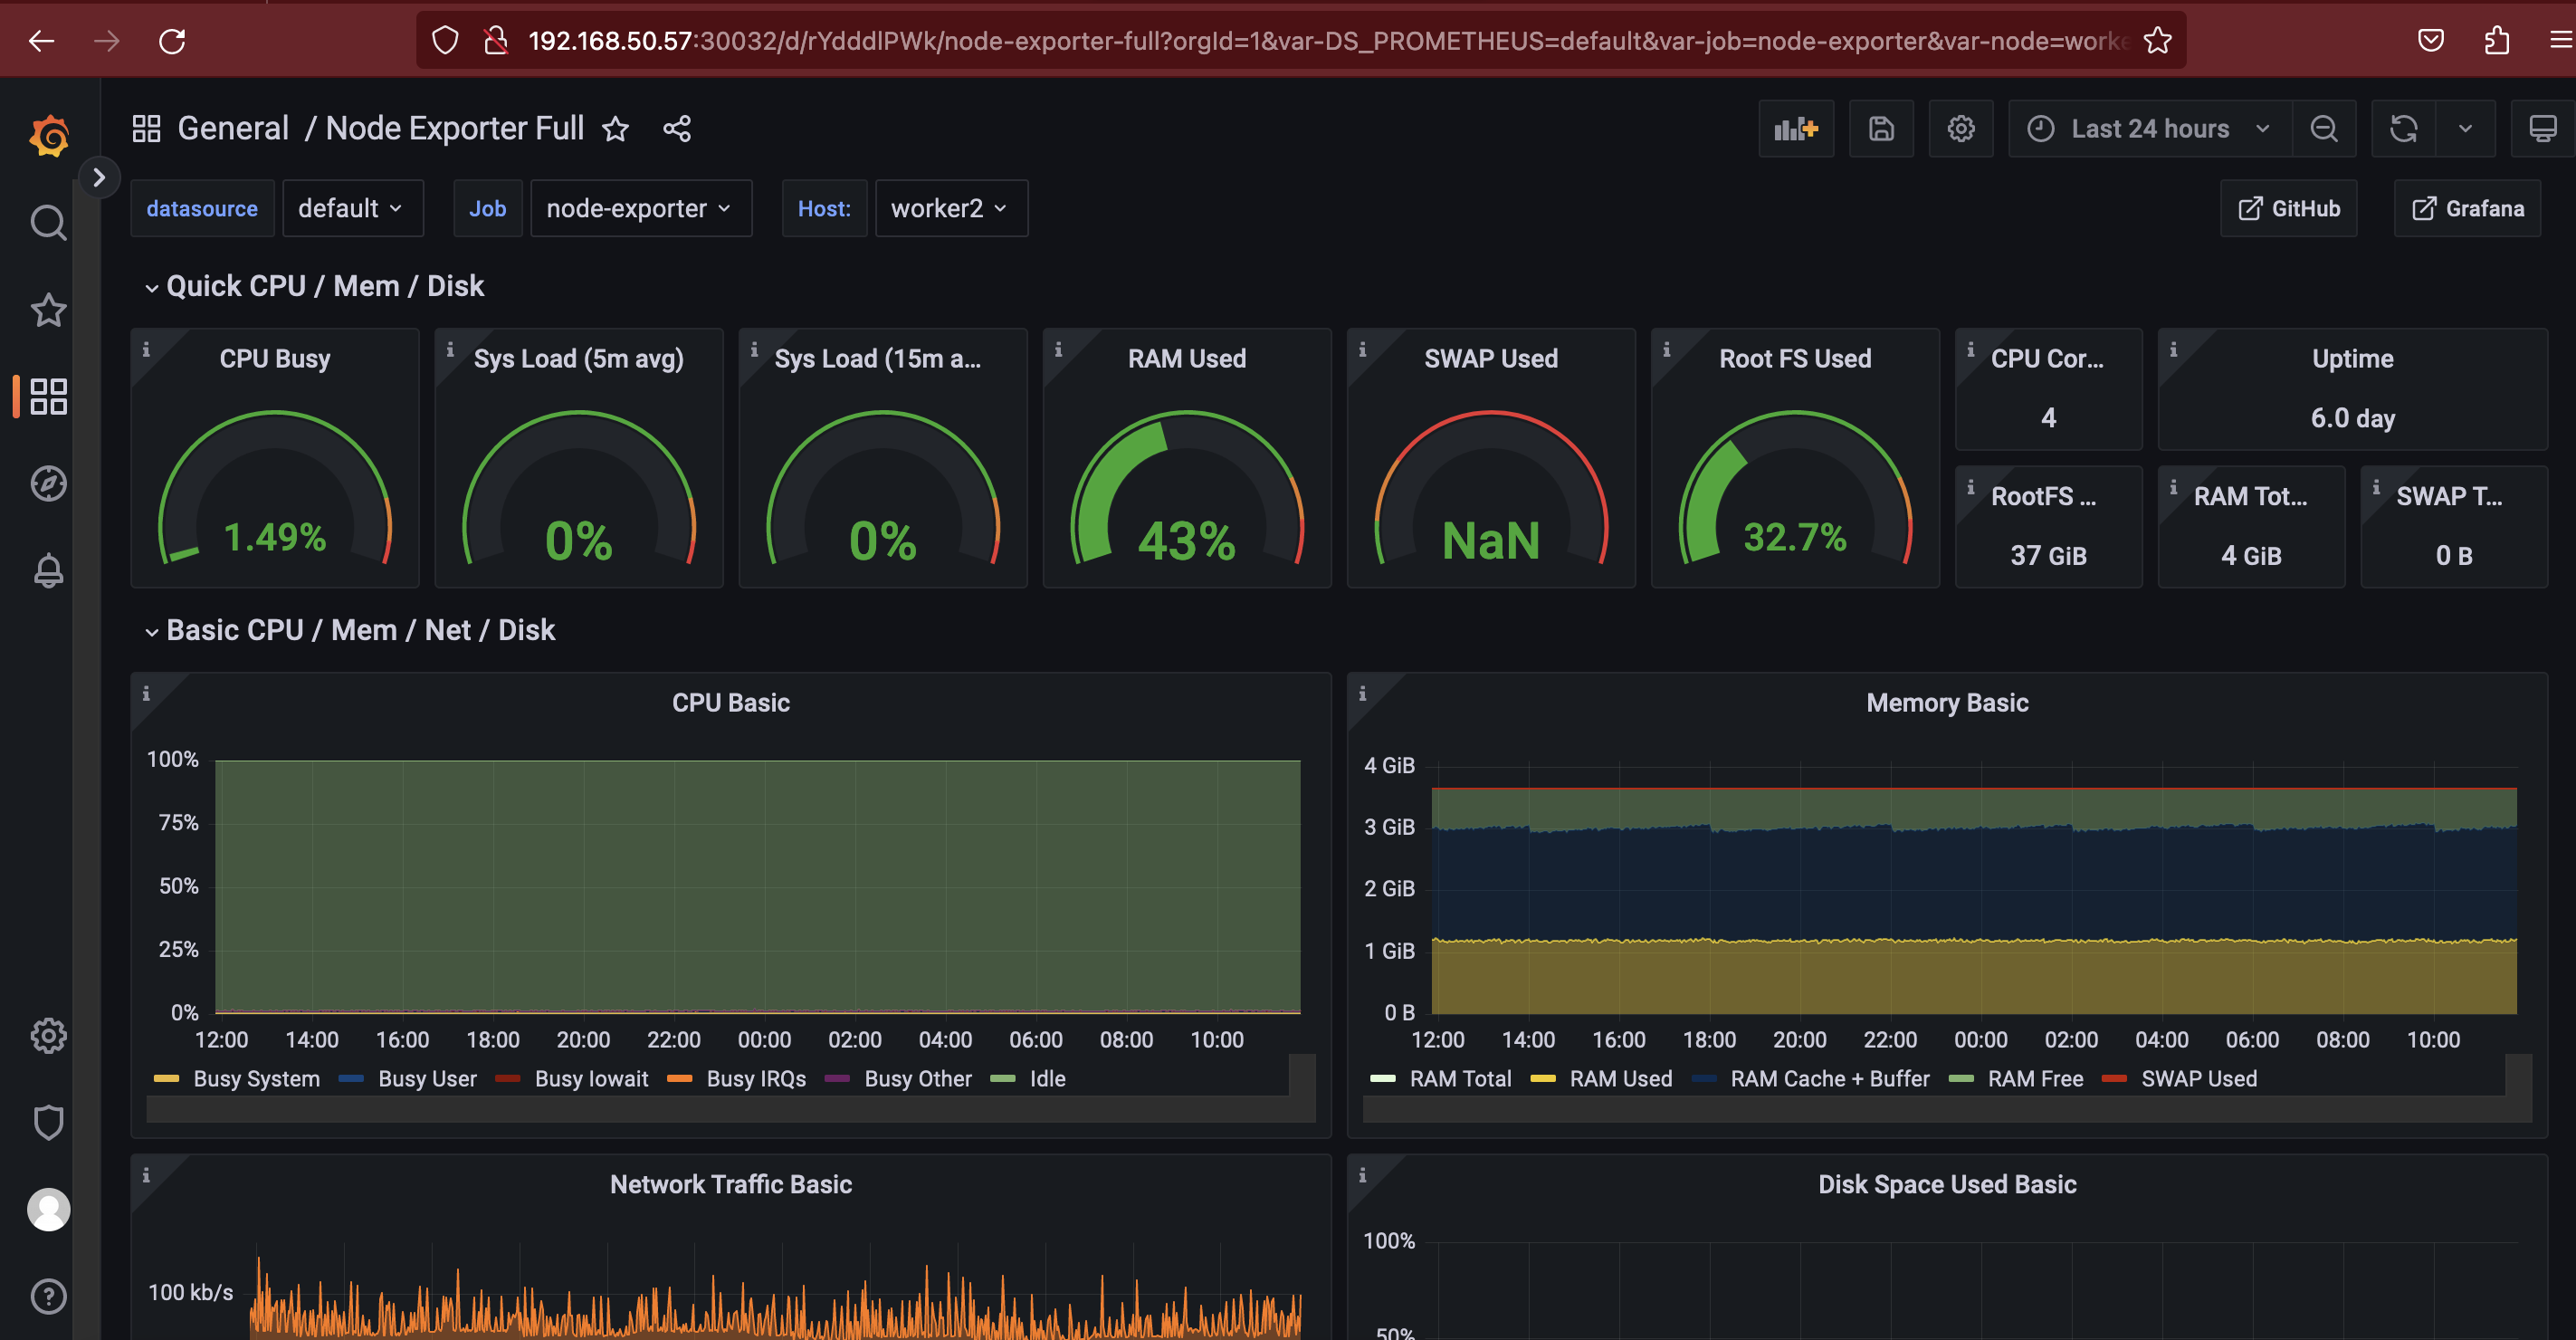 192.168.50.57:30032/d/rYdddlPWk/node-exporter-full?orgId=1&var-DS_PROMETHEUS=default&var-job=node-exporter&var-node=worke
General / Node Exporter Full
Last 24 hours
datasource default Job node-exporter Host: worker2 GitHub Grafana
Quick CPU / Mem / Disk
CPU Busy
1.49%
Sys Load (5m avg)
0%
Sys Load (15m a...
0%
RAM Used
43%
SWAP Used
NaN
Root FS Used
32.7%
CPU Cor...
4
Uptime
6.0 day
RootFS ...
37 GiB
RAM Tot...
4 GiB
SWAP T...
0 B
Basic CPU / Mem / Net / Disk
CPU Basic
100%
75%
50%
25%
0%
12:00 14:00 16:00 18:00 20:00 22:00 00:00 02:00 04:00 06:00 08:00 10:00
Busy System Busy User Busy Iowait Busy IRQs Busy Other Idle
Memory Basic
4 GiB
3 GiB
2 GiB
1 GiB
0 B
12:00 14:00 16:00 18:00 20:00 22:00 00:00 02:00 04:00 06:00 08:00 10:00
RAM Total RAM Used RAM Cache + Buffer RAM Free SWAP Used
Network Traffic Basic
100 kb/s
Disk Space Used Basic
100%
50%